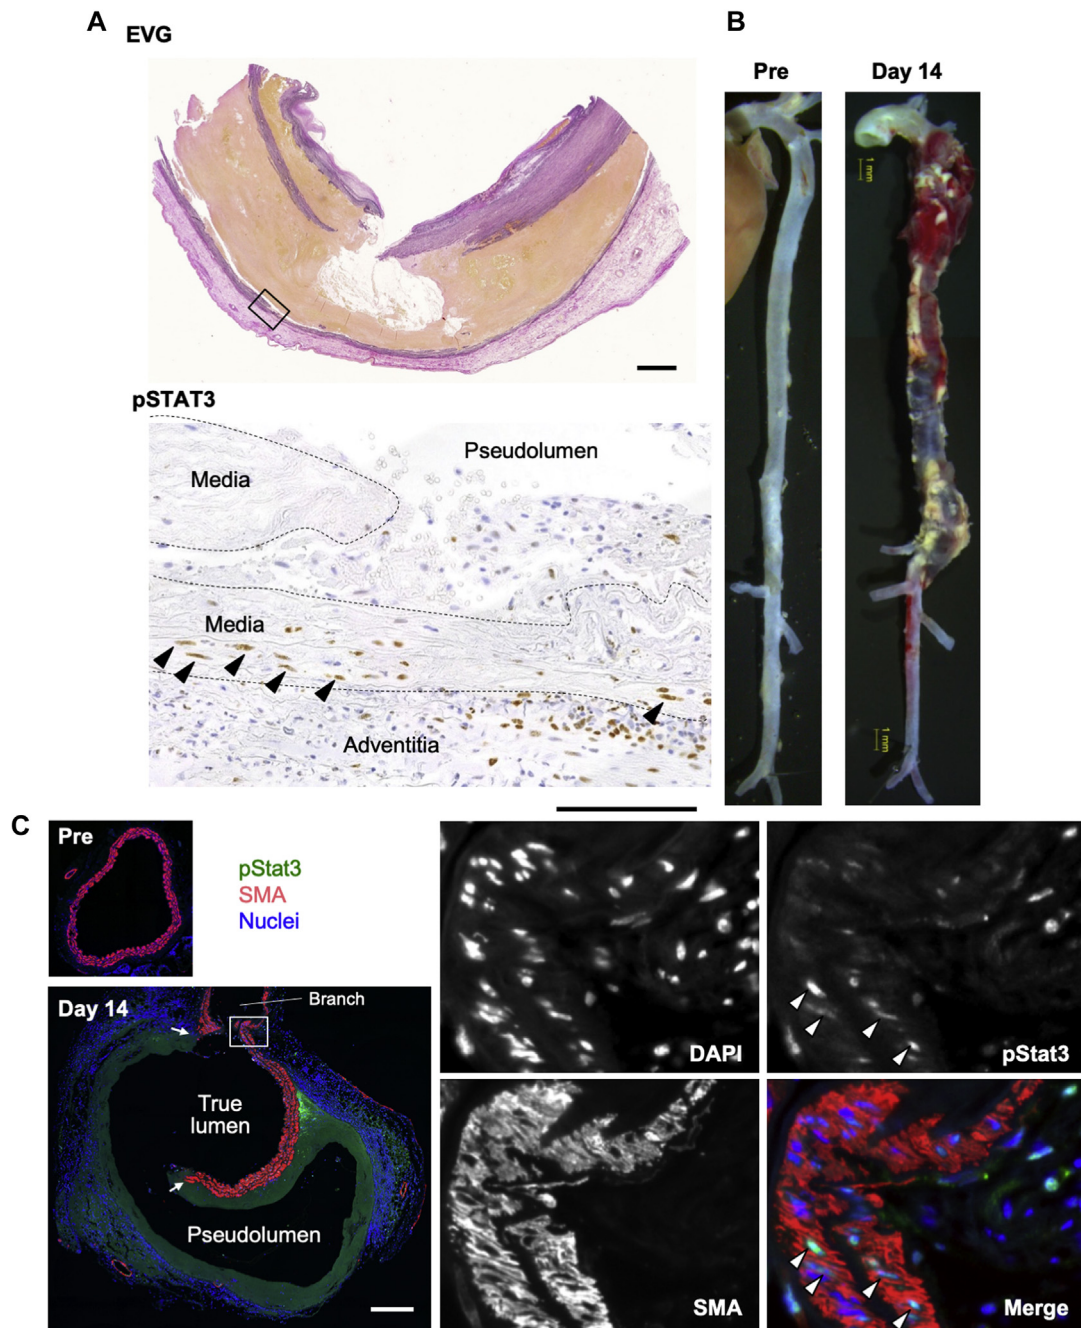 A
EVG
B
Pre
Day 14
1 mm
1 mm
pSTAT3
Media
Pseudolumen
Media
Adventitia
C
Pre
pStat3
SMA
Nuclei
Day 14
Branch
True
lumen
Pseudolumen
DAPI
pStat3
SMA
Merge